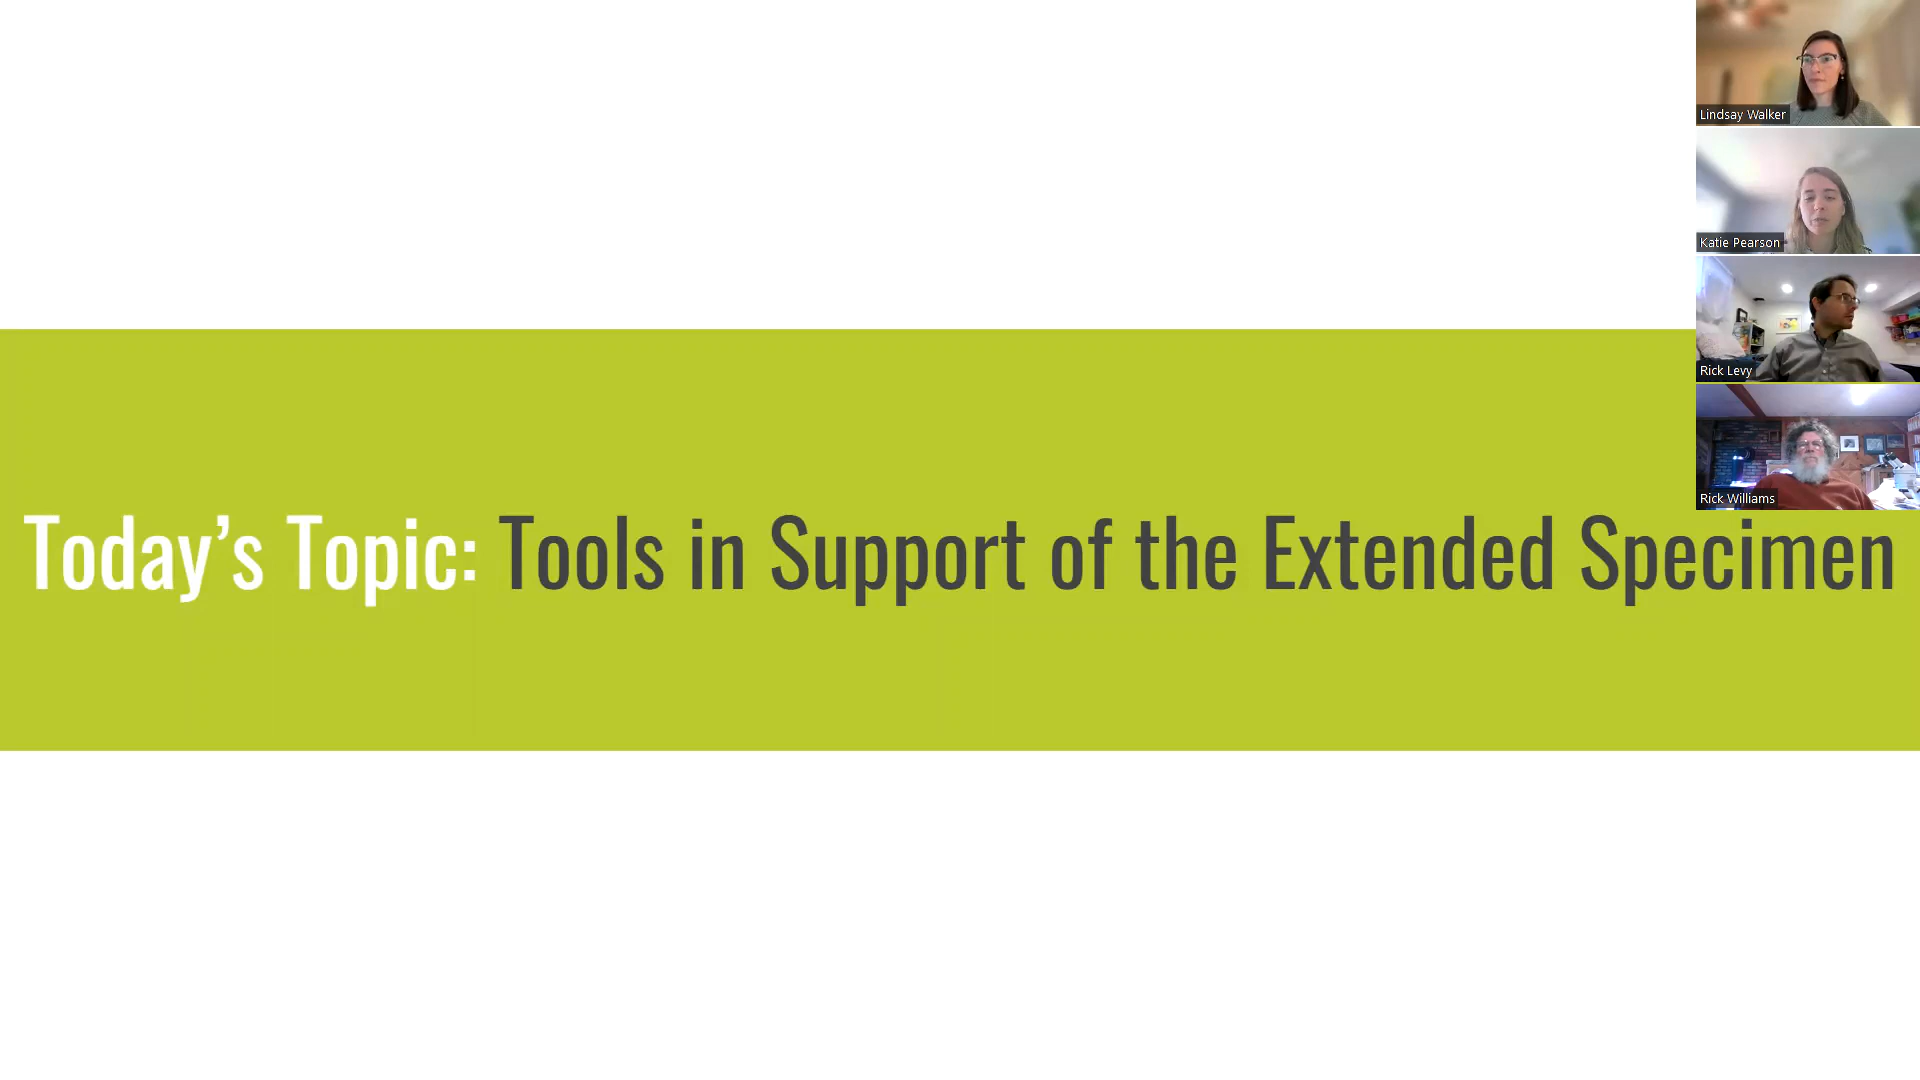 Lindsay Walker
Katie Pearson
Rick Levy
Rick Williams
Today’s Topic: Tools in Support of the Extended Specimen